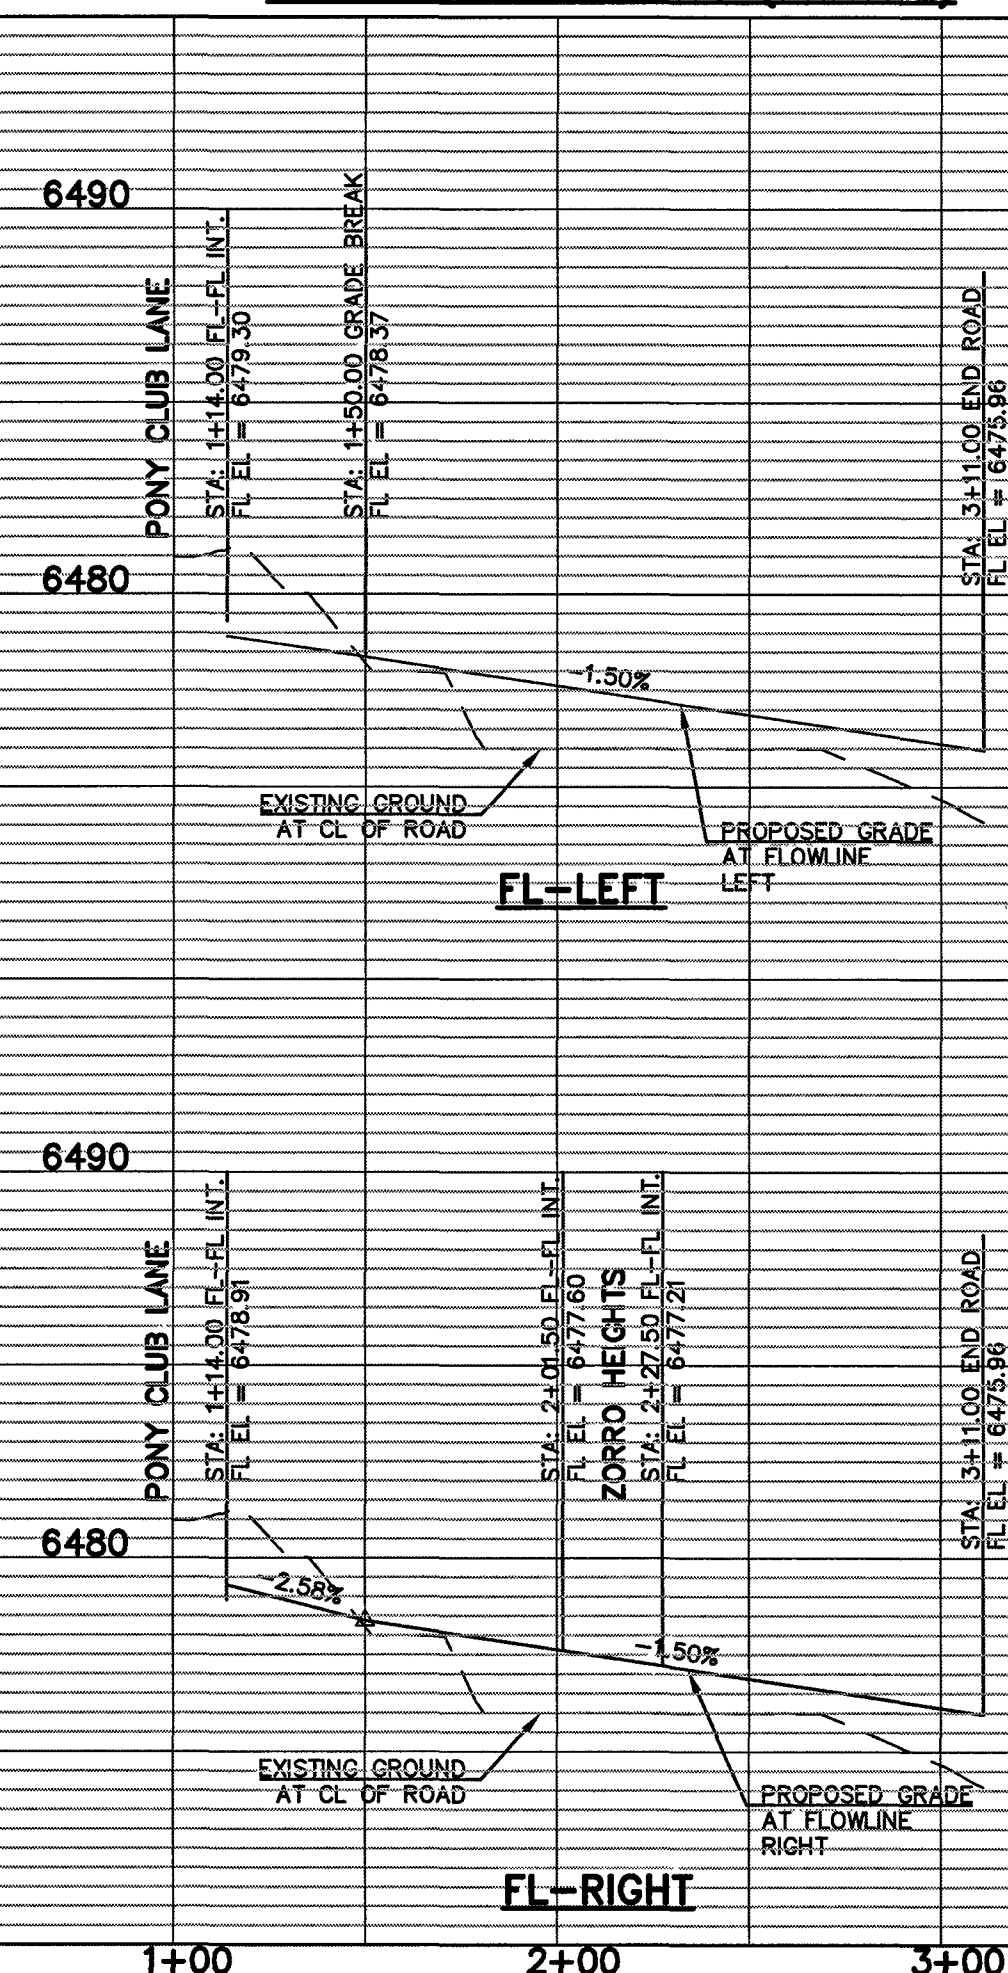 6490
PONY CLUB LANE
STA: 1+14.00 FL-FL INT.
FL EL = 6479.30
STA: 1+50.00 GRADE BREAK
FL EL = 6478.37
STA: 3+11.00 END ROAD
FL EL = 6475.96
6480
-1.50%
EXISTING GROUND
AT CL OF ROAD
PROPOSED GRADE
AT FLOWLINE
LEFT
FL-LEFT
6490
PONY CLUB LANE
STA: 1+14.00 FL-FL INT.
FL EL = 6478.91
STA: 2+01.50 FL-FL INT.
FL EL = 6477.60
ZORRO HEIGHTS
STA: 2+27.50 FL-FL INT.
FL EL = 6477.21
STA: 3+11.00 END ROAD
FL EL = 6475.96
6480
-2.58%
-1.50%
EXISTING GROUND
AT CL OF ROAD
PROPOSED GRADE
AT FLOWLINE
RIGHT
FL-RIGHT
1+00
2+00
3+00